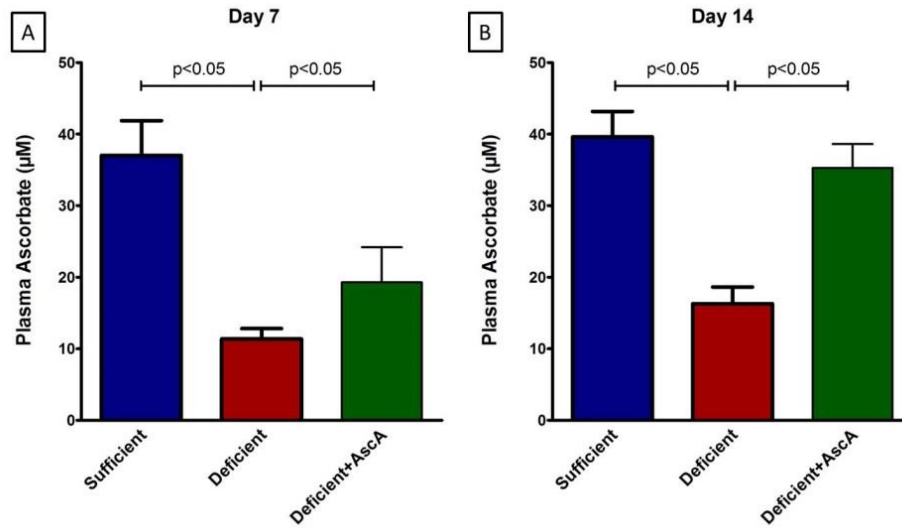 A
Day 7
Plasma Ascorbate (µM)
50
40
30
20
10
0
p<0.05
p<0.05
Sufficient
Deficient
Deficient+AscA
B
Day 14
Plasma Ascorbate (µM)
50
40
30
20
10
0
p<0.05
p<0.05
Sufficient
Deficient
Deficient+AscA